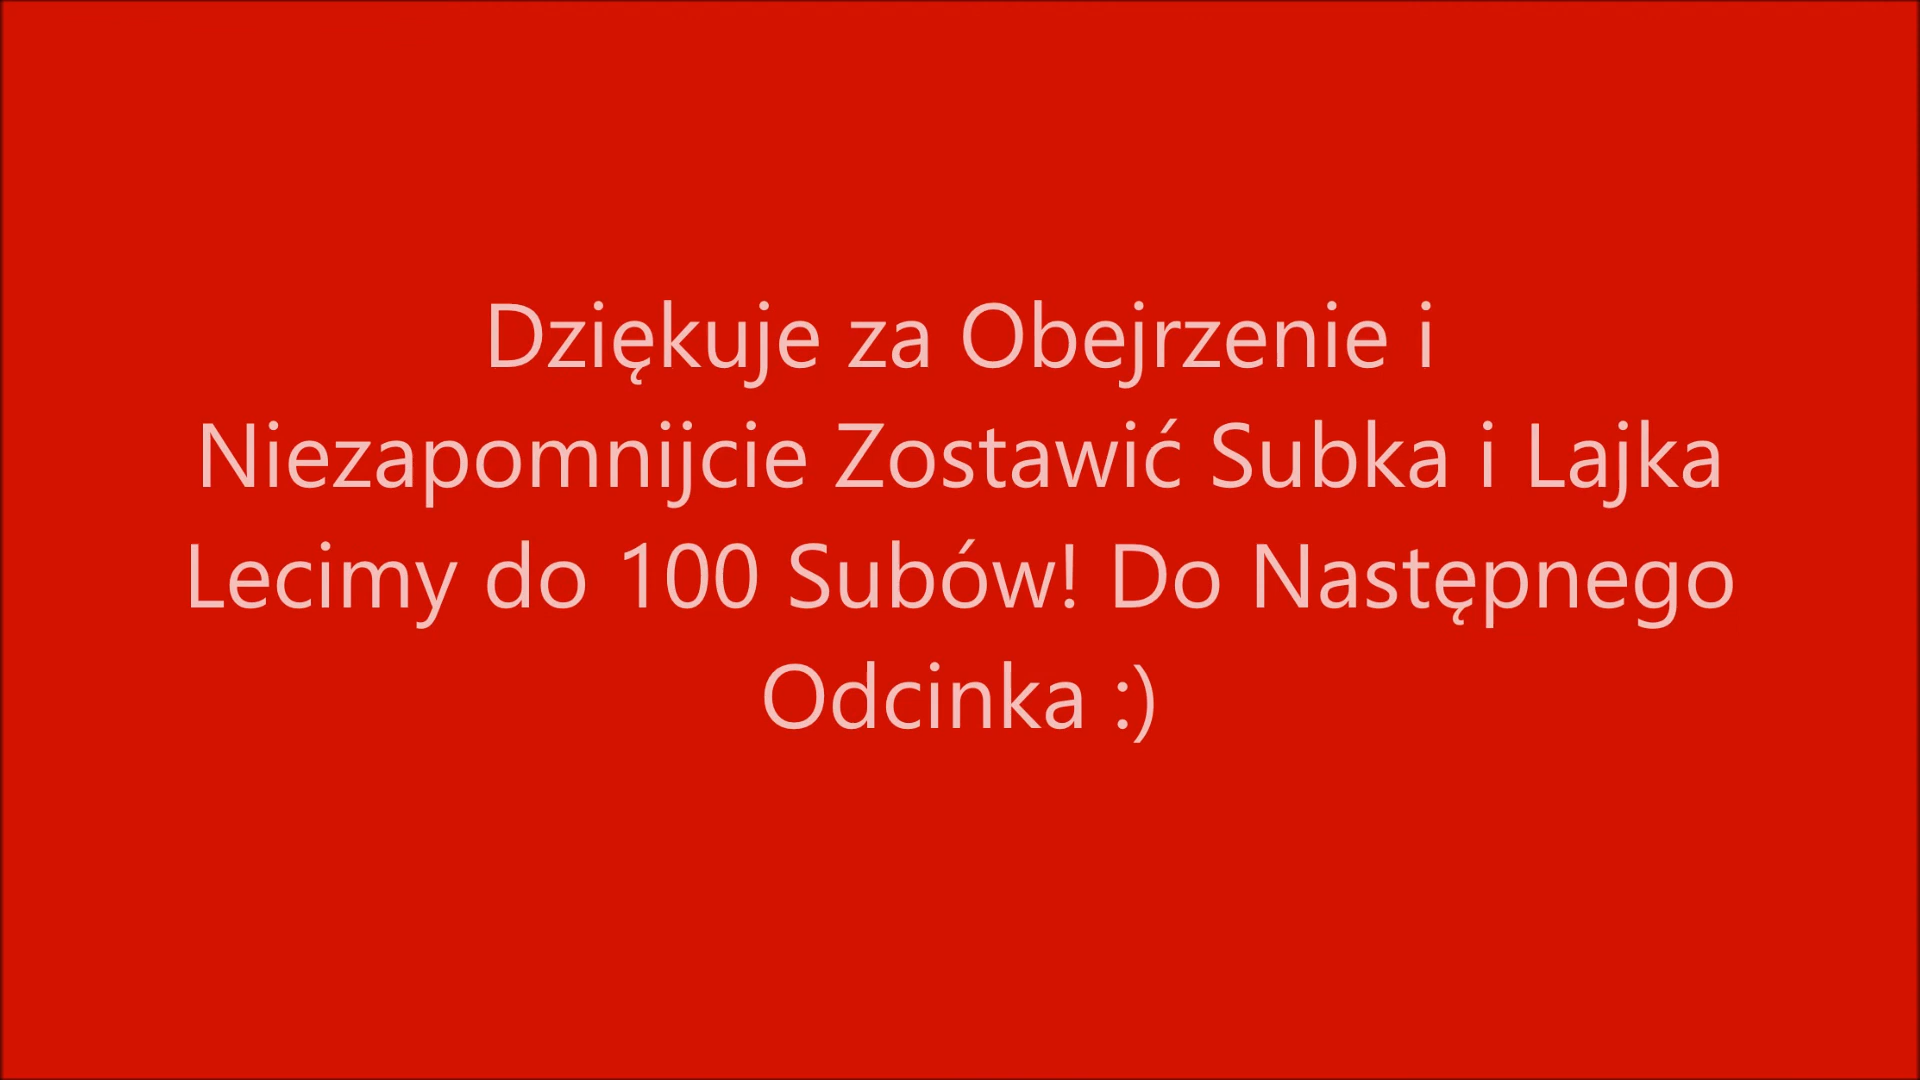 Dziękuje za Obejrzenie i
Niezapomnijcie Zostawić Subka i Lajka
Lecimy do 100 Subów! Do Następnego
Odcinka :)